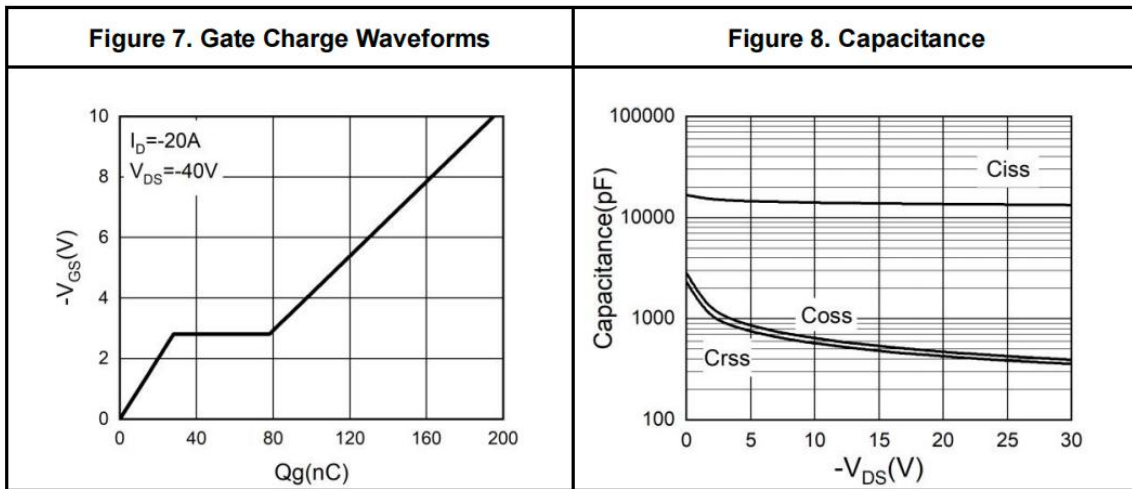 Figure 7. Gate Charge Waveforms
Figure 8. Capacitance
10
8
6
4
2
0
-VGS(V)
ID=-20A
VDS=-40V
0 40 80 120 160 200
Qg(nC)
100000
10000
1000
100
Capacitance(pF)
Ciss
Coss
Crss
0 5 10 15 20 25 30
-VDS(V)